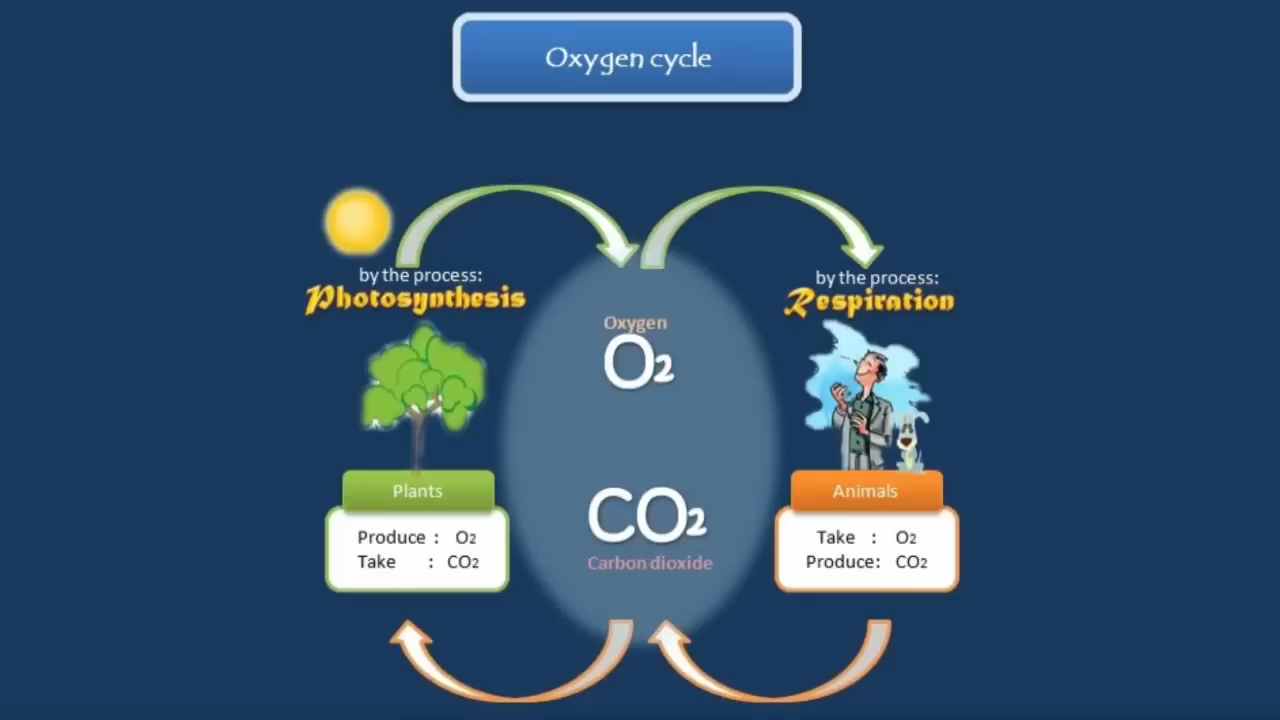 Oxygen cycle
by the process:
Photosynthesis
by the process:
Respiration
Oxygen
O2
CO2
Carbon dioxide
Plants
Produce : O2
Take : CO2
Animals
Take : O2
Produce: CO2